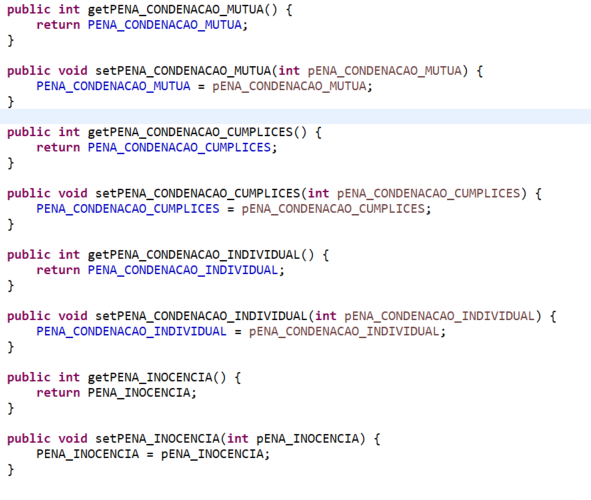 public int getPENA_CONDENACAO_MUTUA() {
return PENA_CONDENACAO_MUTUA;
}
public void setPENA_CONDENACAO_MUTUA(int pENA_CONDENACAO_MUTUA) {
PENA_CONDENACAO_MUTUA = pENA_CONDENACAO_MUTUA;
}
public int getPENA_CONDENACAO_CUMPLICES() {
return PENA_CONDENACAO_CUMPLICES;
}
public void setPENA_CONDENACAO_CUMPLICES(int pENA_CONDENACAO_CUMPLICES) {
PENA_CONDENACAO_CUMPLICES = pENA_CONDENACAO_CUMPLICES;
}
public int getPENA_CONDENACAO_INDIVIDUAL() {
return PENA_CONDENACAO_INDIVIDUAL;
}
public void setPENA_CONDENACAO_INDIVIDUAL(int pENA_CONDENACAO_INDIVIDUAL) {
PENA_CONDENACAO_INDIVIDUAL = pENA_CONDENACAO_INDIVIDUAL;
}
public int getPENA_INOCENCIA() {
return PENA_INOCENCIA;
}
public void setPENA_INOCENCIA(int pENA_INOCENCIA) {
PENA_INOCENCIA = pENA_INOCENCIA;
}